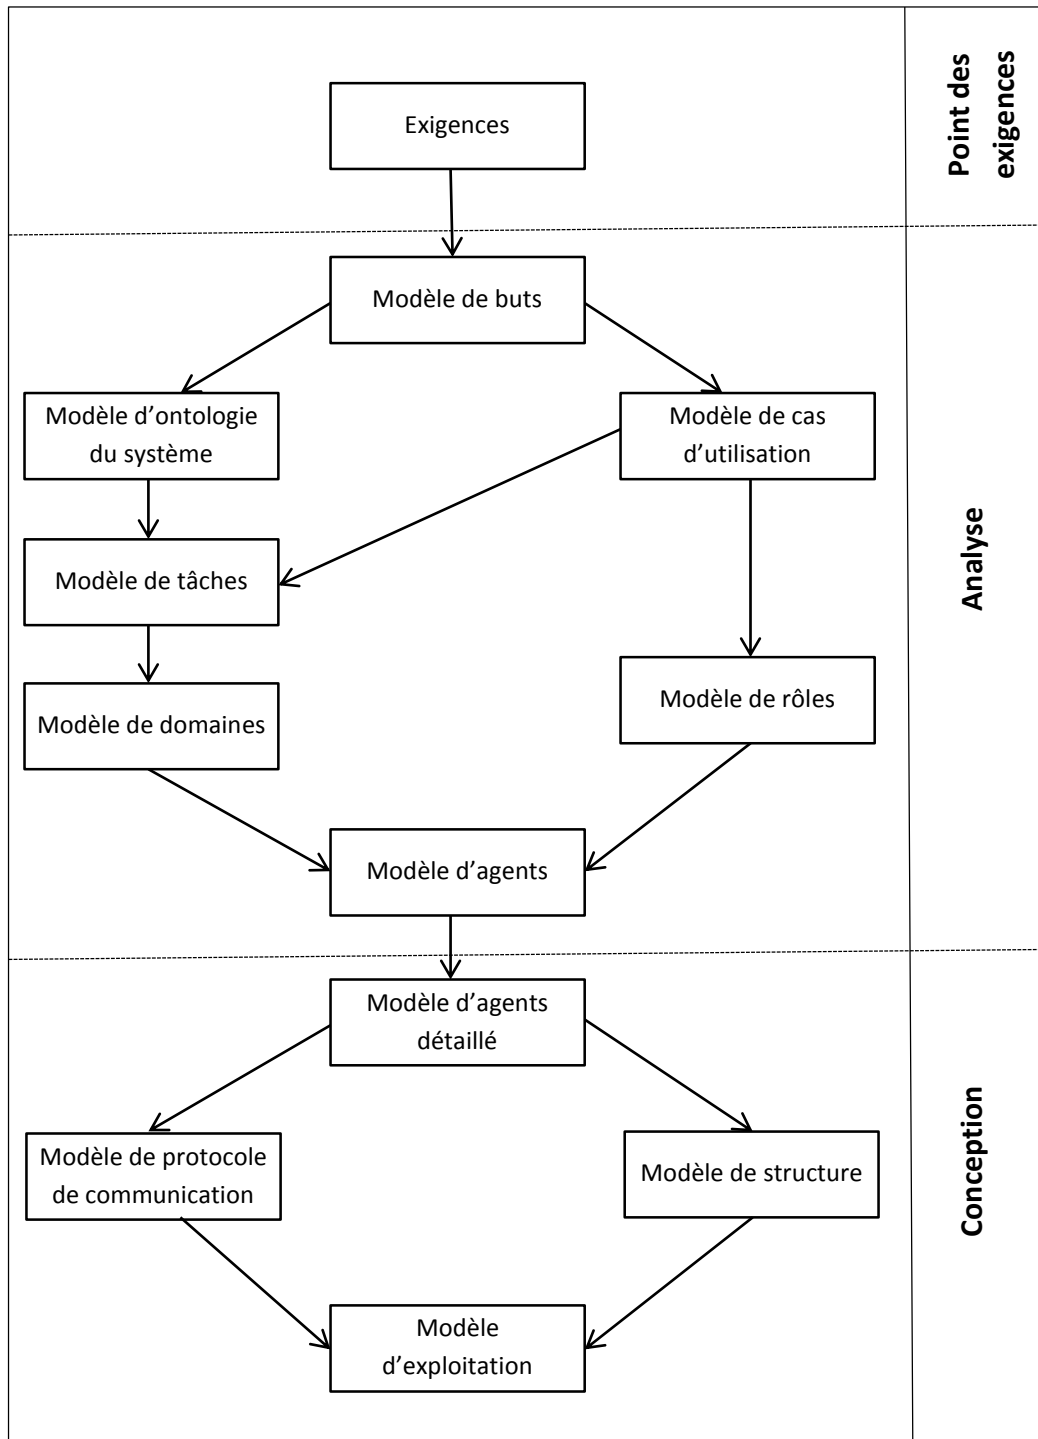 Point des
exigences
Exigences
Modèle de buts
Modèle d’ontologie
du système
Modèle de cas
d’utilisation
Analyse
Modèle de tâches
Modèle de domaines
Modèle de rôles
Modèle d’agents
Modèle d’agents
détaillé
Conception
Modèle de protocole
de communication
Modèle de structure
Modèle
d’exploitation